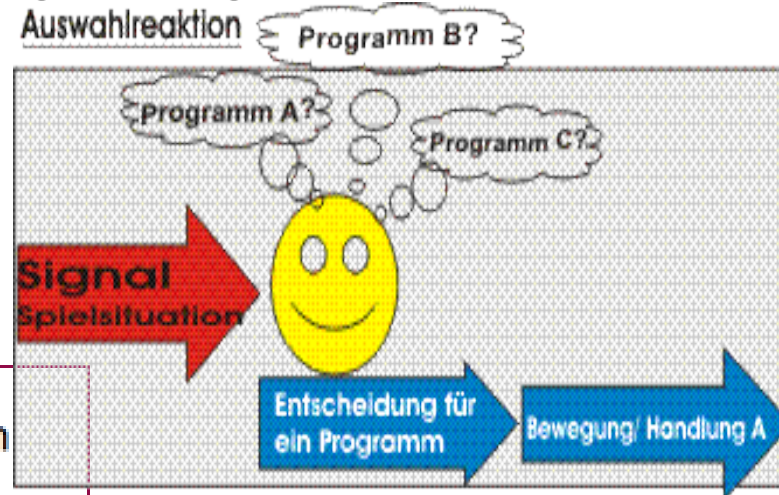 Auswahlreaktion
Programm B?
Programm A?
Programm C?
Signal
Spielsituation
Entscheidung für
ein Programm
Bewegung/ Handlung A